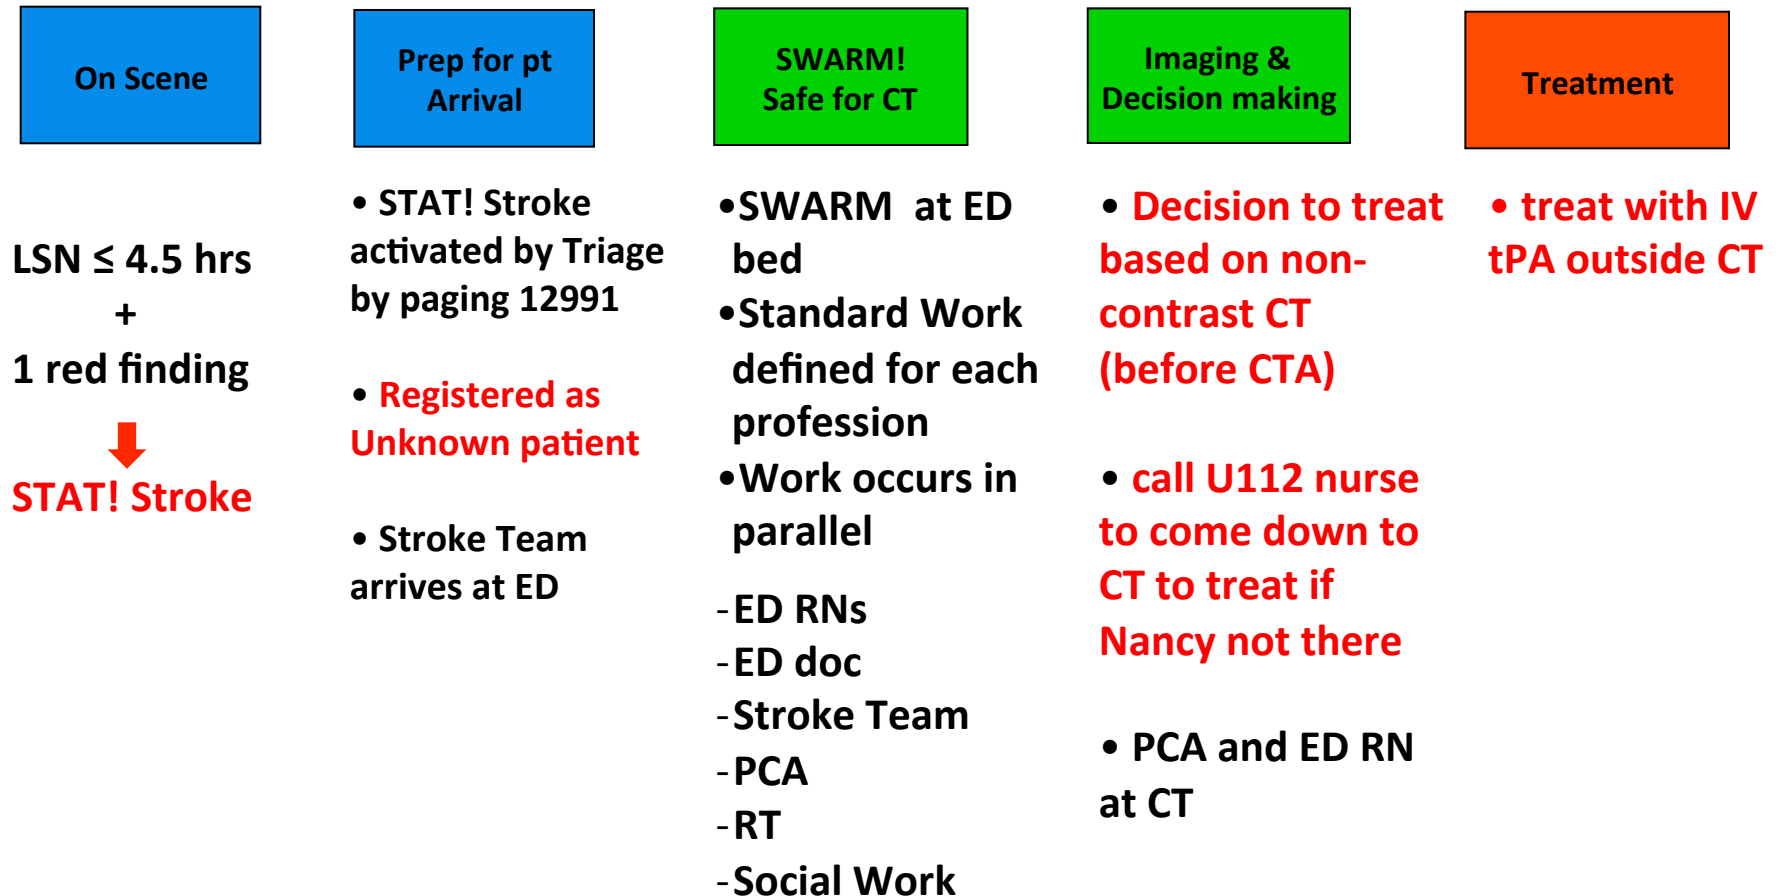 On Scene
Prep for pt
Arrival
SWARM!
Safe for CT
Imaging &
Decision making
Treatment
LSN ≤ 4.5 hrs
+
1 red finding
STAT! Stroke
• STAT! Stroke
activated by Triage
by paging 12991
• Registered as
Unknown patient
• Stroke Team
arrives at ED
•SWARM at ED
bed
•Standard Work
defined for each
profession
•Work occurs in
parallel
-ED RNs
-ED doc
-Stroke Team
-PCA
-RT
-Social Work
• Decision to treat
based on non-
contrast CT
(before CTA)
• call U112 nurse
to come down to
CT to treat if
Nancy not there
• PCA and ED RN
at CT
• treat with IV
tPA outside CT